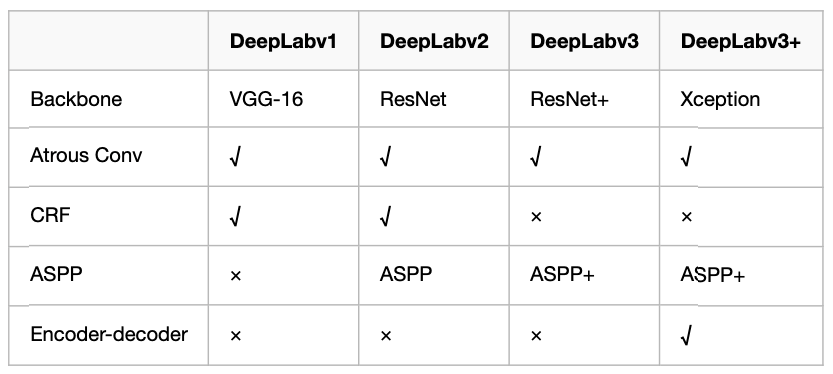 DeepLabv1 DeepLabv2 DeepLabv3 DeepLabv3+
Backbone VGG-16 ResNet ResNet+ Xception
Atrous Conv √ √ √ √
CRF √ √ × ×
ASPP × ASPP ASPP+ ASPP+
Encoder-decoder × × × √